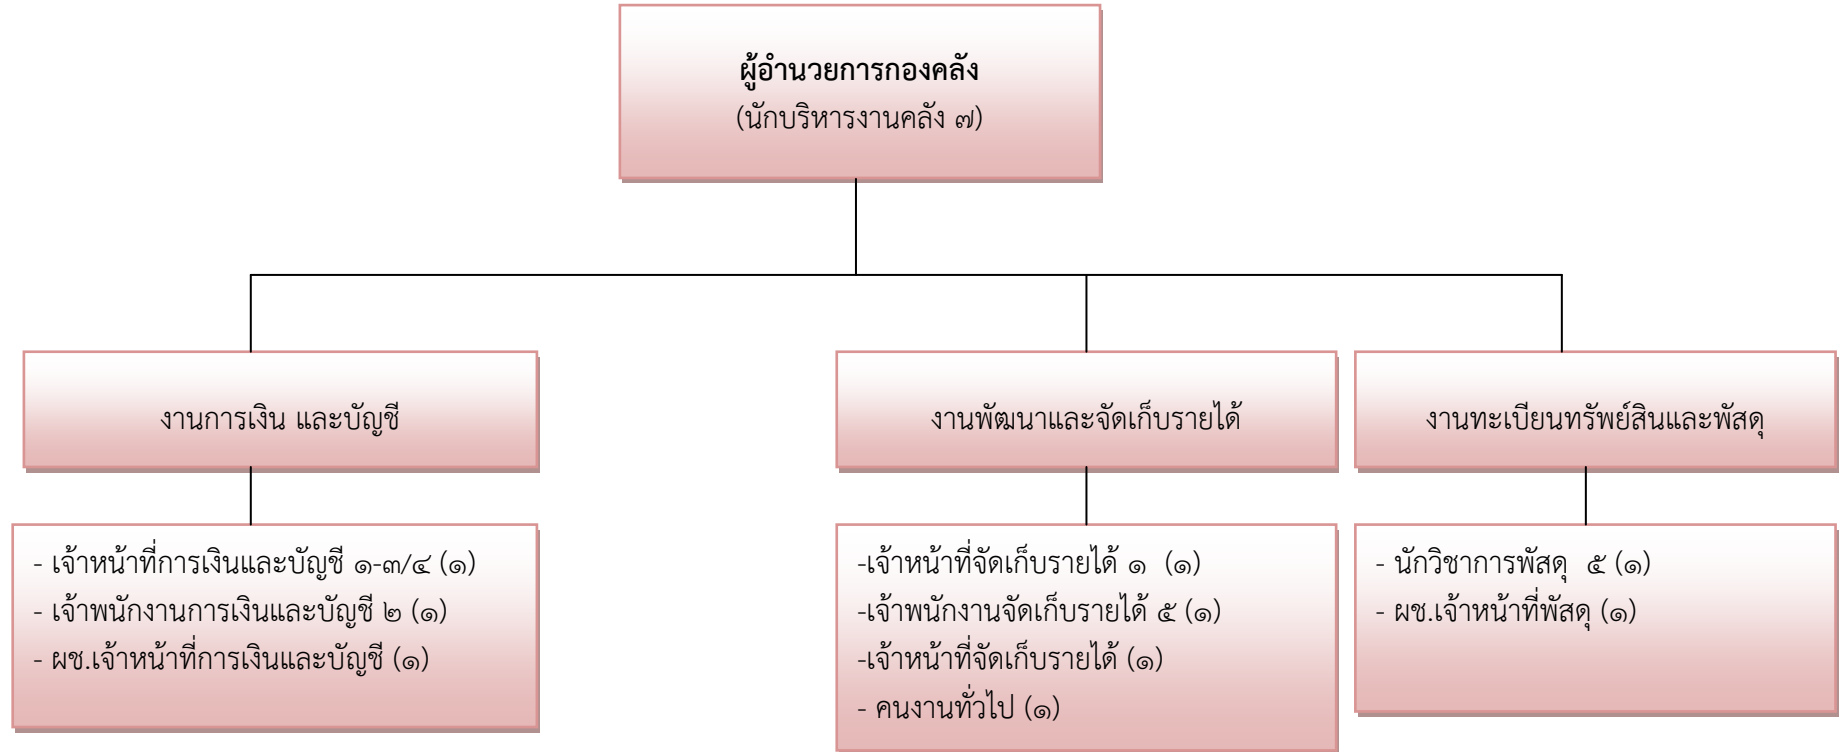 ผู้อำนวยการกองคลัง
(นักบริหารงานคลัง ๗)
งานการเงิน และบัญชี
- เจ้าหน้าที่การเงินและบัญชี ๑-๓/๔ (๑)
- เจ้าพนักงานการเงินและบัญชี ๒ (๑)
- ผช.เจ้าหน้าที่การเงินและบัญชี (๑)
งานพัฒนาและจัดเก็บรายได้
-เจ้าหน้าที่จัดเก็บรายได้ ๑ (๑)
-เจ้าพนักงานจัดเก็บรายได้ ๕ (๑)
-เจ้าหน้าที่จัดเก็บรายได้ (๑)
- คนงานทั่วไป (๑)
งานทะเบียนทรัพย์สินและพัสดุ
- นักวิชาการพัสดุ ๕ (๑)
- ผช.เจ้าหน้าที่พัสดุ (๑)